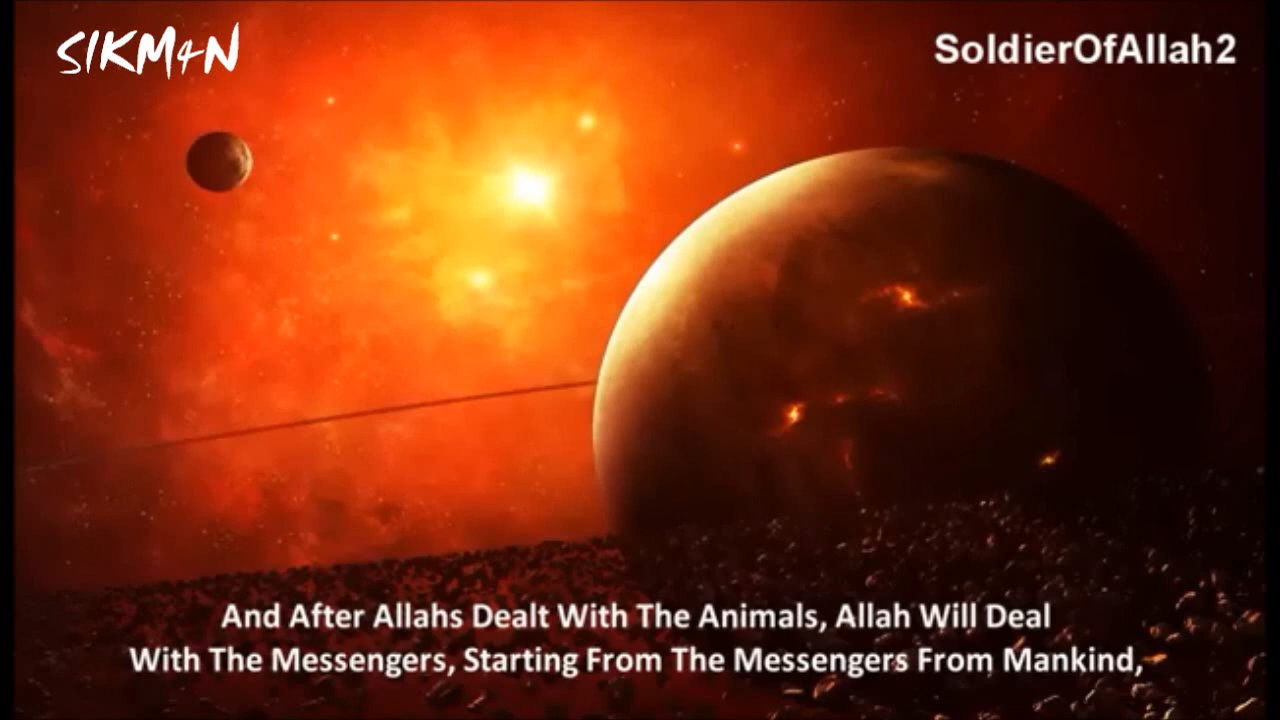 SIKM4N
SoldierOfAllah2
And After Allahs Dealt With The Animals, Allah Will Deal
With The Messengers, Starting From The Messengers From Mankind,